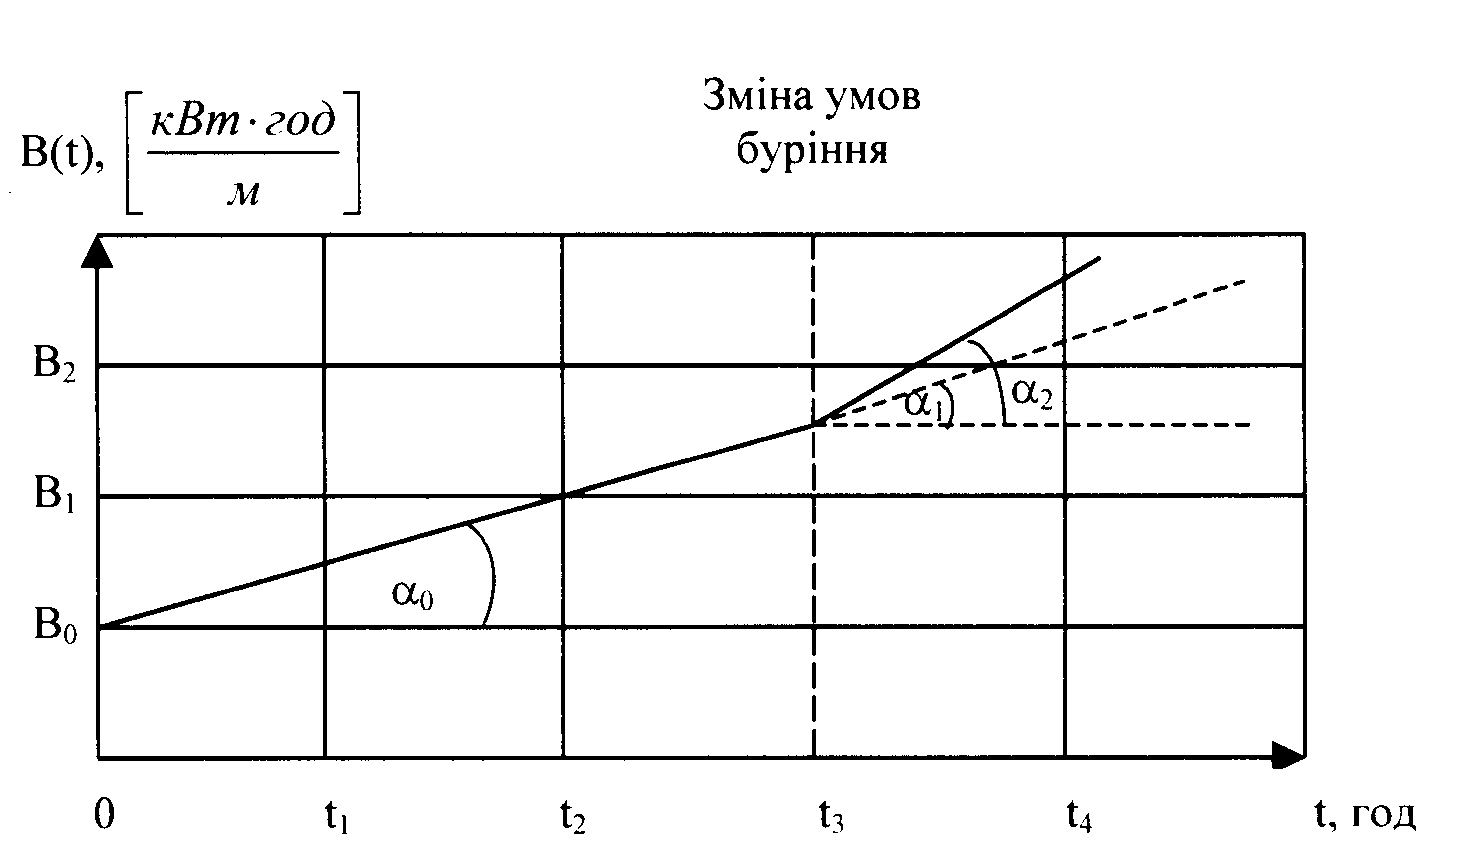 Зміна умов
буріння
B(t), [кВт·год/м]
B₂
α₁ α₂
B₁
α₀
B₀
0 t₁ t₂ t₃ t₄ t, год